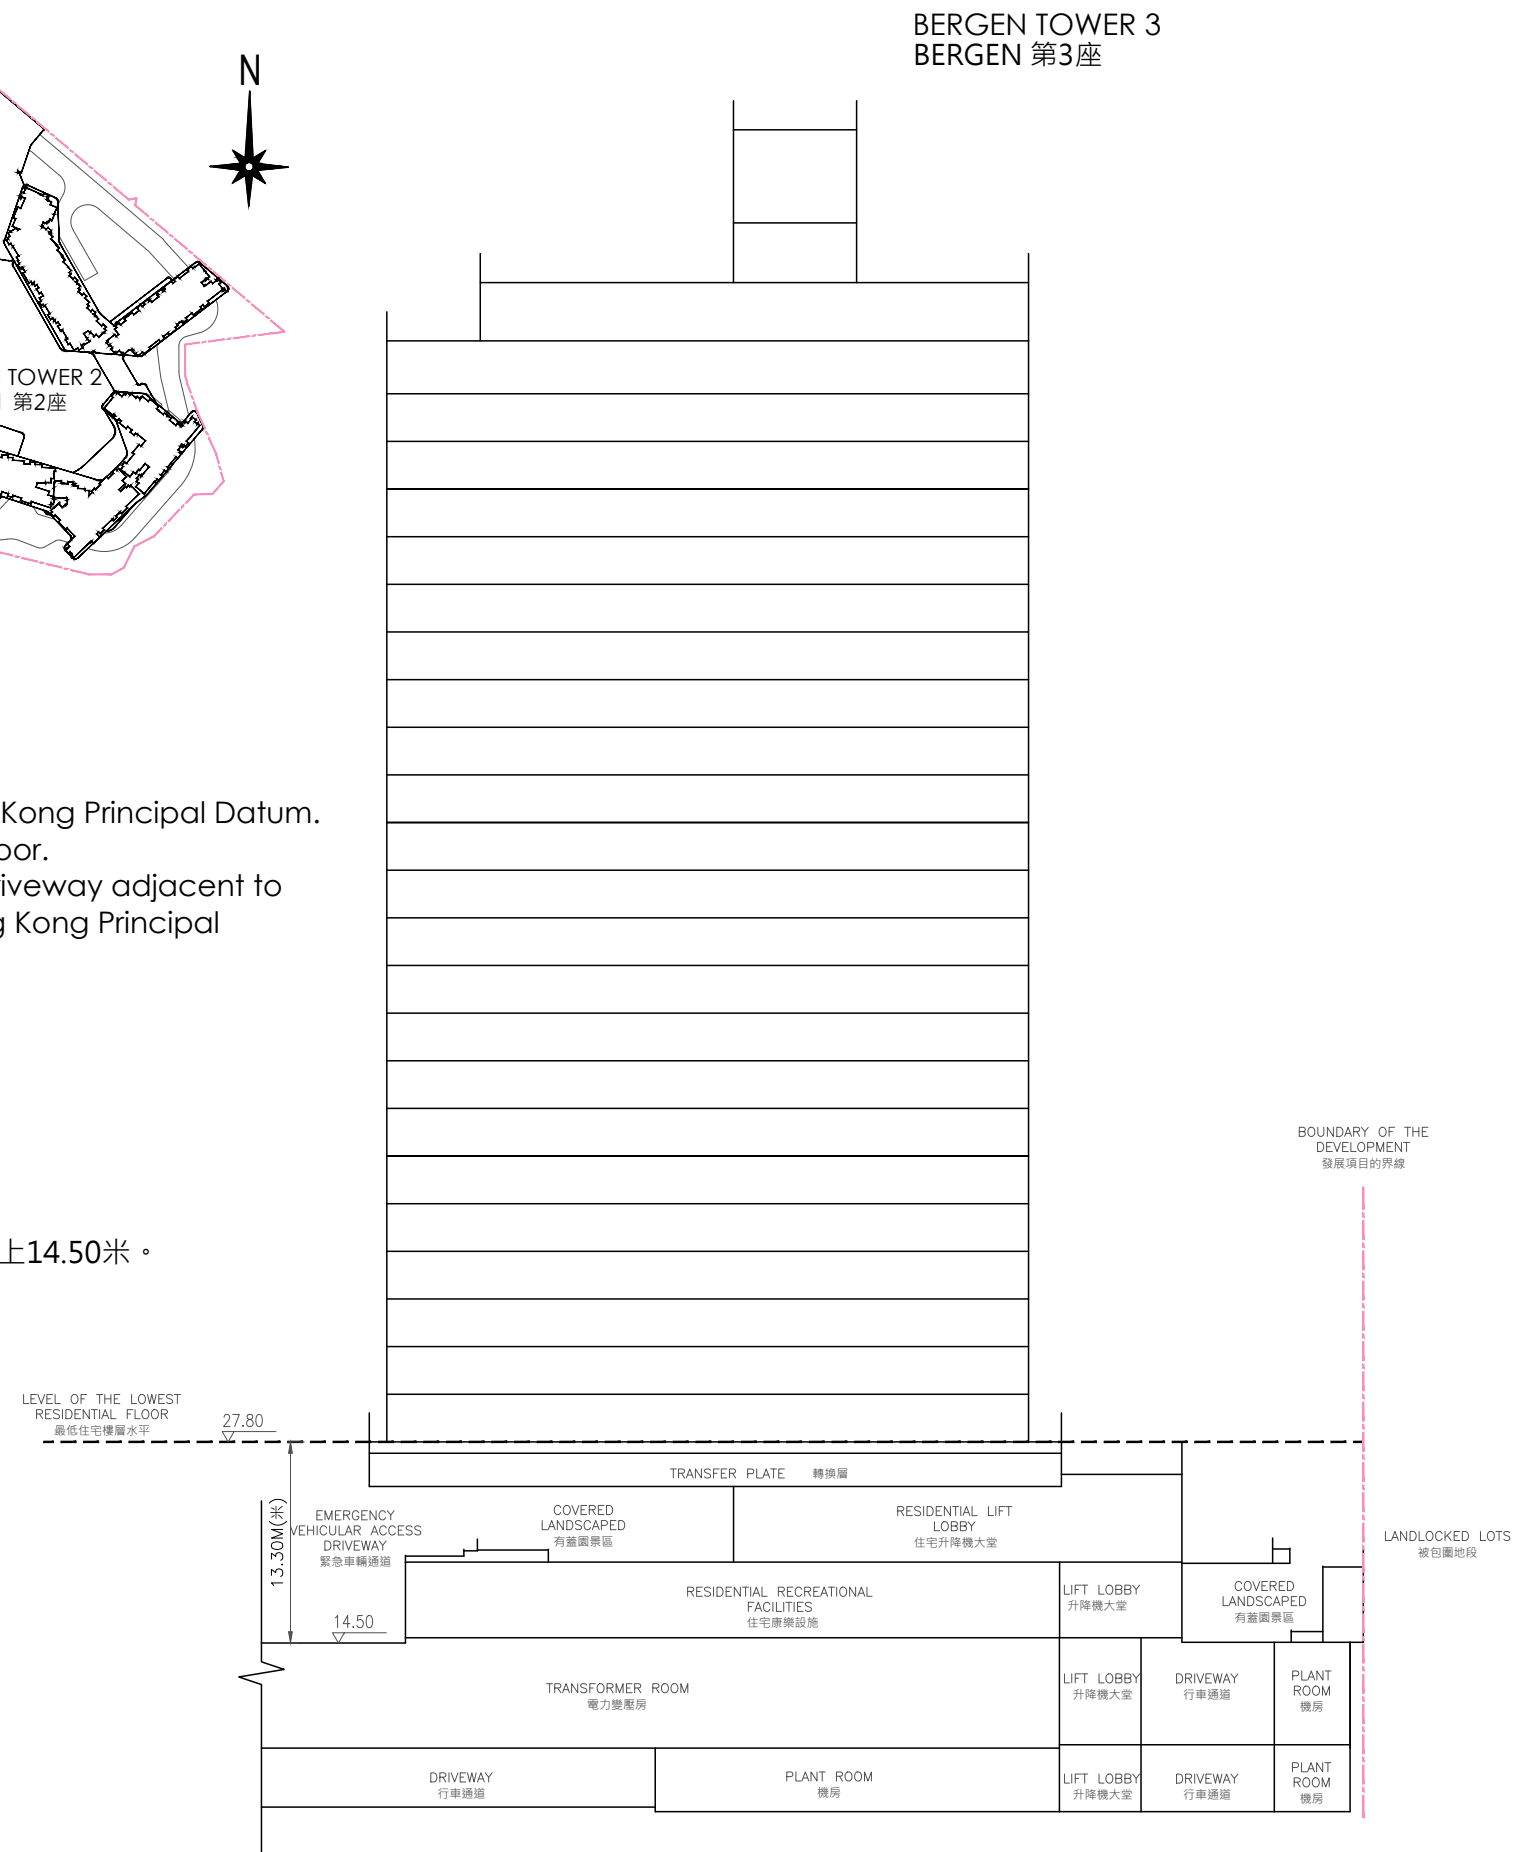 BERGEN TOWER 3
BERGEN 第3座
N
TOWER 2
第2座
Kong Principal Datum.
oor.
riveway adjacent to
Kong Principal
上14.50米。
BOUNDARY OF THE
DEVELOPMENT
發展項目的界線
LEVEL OF THE LOWEST
RESIDENTIAL FLOOR
最低住宅樓層水平
27.80
TRANSFER PLATE 轉換層
13.30M(米)
EMERGENCY
VEHICULAR ACCESS
DRIVEWAY
緊急車輛通道
COVERED
LANDSCAPED
有蓋園景區
RESIDENTIAL LIFT
LOBBY
住宅升降機大堂
LANDLOCKED LOTS
被包圍地段
14.50
RESIDENTIAL RECREATIONAL
FACILITIES
住宅康樂設施
LIFT LOBBY
升降機大堂
COVERED
LANDSCAPED
有蓋園景區
TRANSFORMER ROOM
電力變壓房
LIFT LOBBY
升降機大堂
DRIVEWAY
行車通道
PLANT
ROOM
機房
DRIVEWAY
行車通道
PLANT ROOM
機房
LIFT LOBBY
升降機大堂
DRIVEWAY
行車通道
PLANT
ROOM
機房